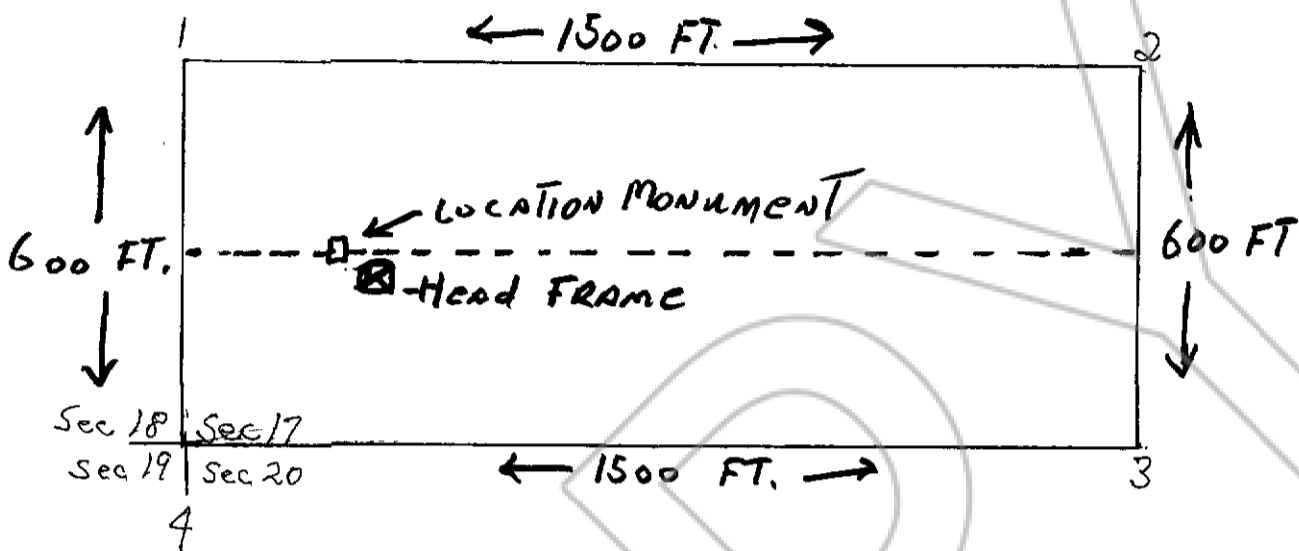 1
← 1500 FT. →
2
LOCATION MONUMENT
600 FT.
600 FT
Head FRAME
Sec 18
Sec 17
Sec 19
Sec 20
← 1500 FT. →
3
4